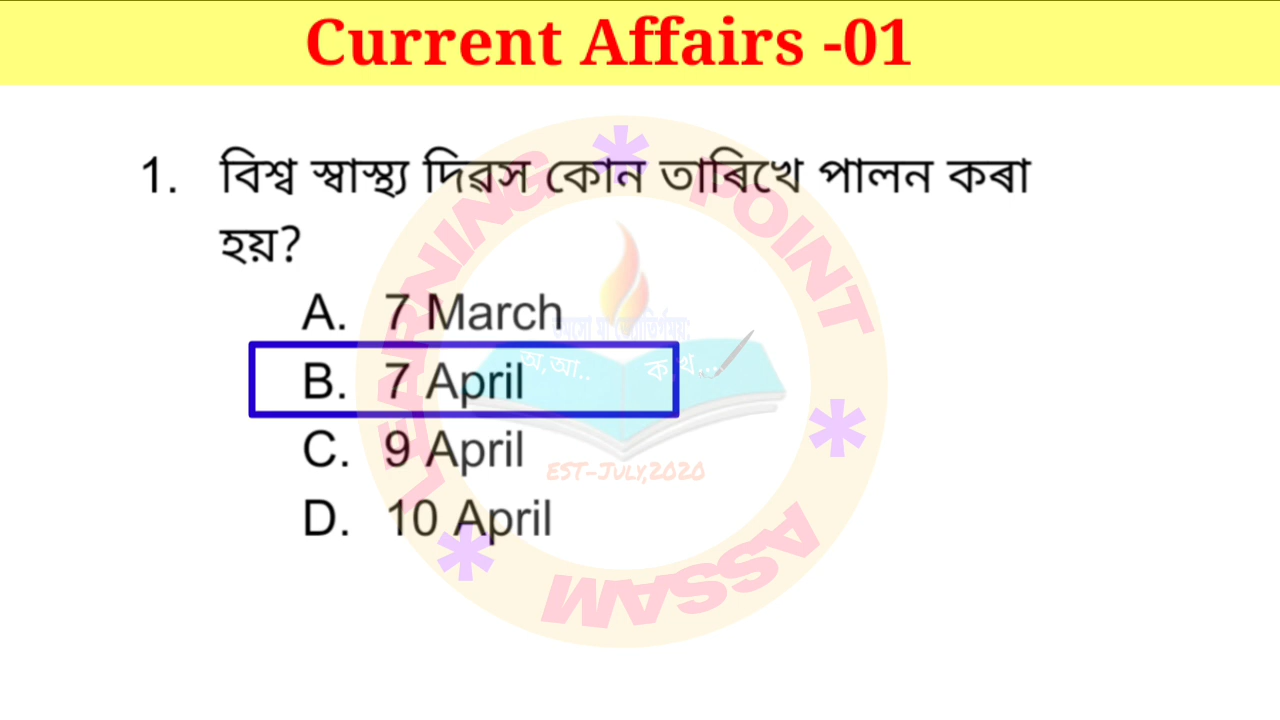 Current Affairs -01
1. বিশ্ব স্বাস্থ্য দিৱস কোন তাৰিখে পালন কৰা
হয়?
A. 7 March
B. 7 April
C. 9 April
D. 10 April
LEARNING POINT ASSAM
অ,আ.. ক,খ...
EST-JULY,2020